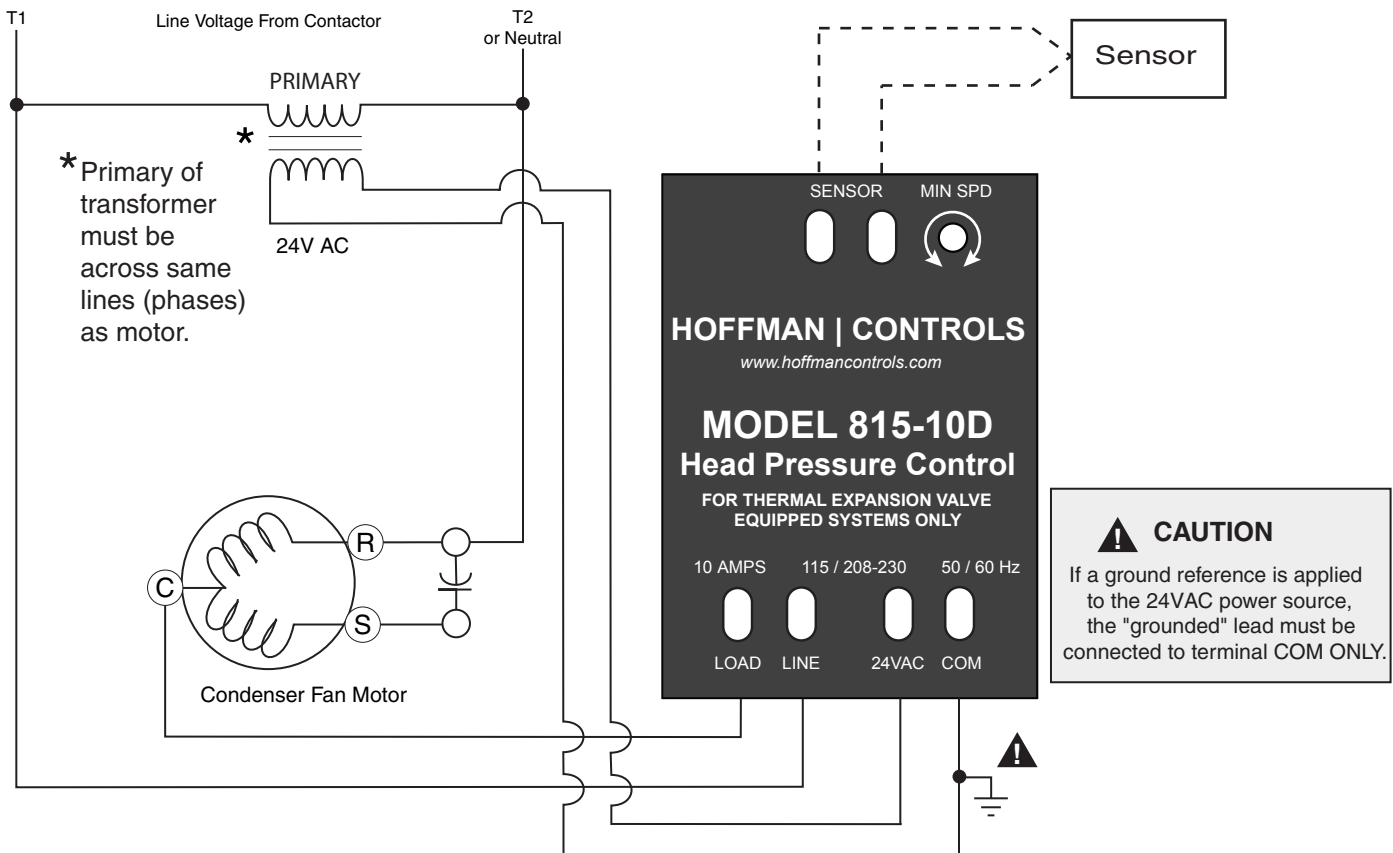 T1
Line Voltage From Contactor
T2
or Neutral
PRIMARY
*
* Primary of
transformer
must be
across same
lines (phases)
as motor.
24V AC
Sensor
SENSOR
MIN SPD
HOFFMAN | CONTROLS
www.hoffmancontrols.com
MODEL 815-10D
Head Pressure Control
FOR THERMAL EXPANSION VALVE
EQUIPPED SYSTEMS ONLY
10 AMPS
115 / 208-230
50 / 60 Hz
LOAD
LINE
24VAC
COM
R
C
S
Condenser Fan Motor
! CAUTION
If a ground reference is applied
to the 24VAC power source,
the "grounded" lead must be
connected to terminal COM ONLY.
!